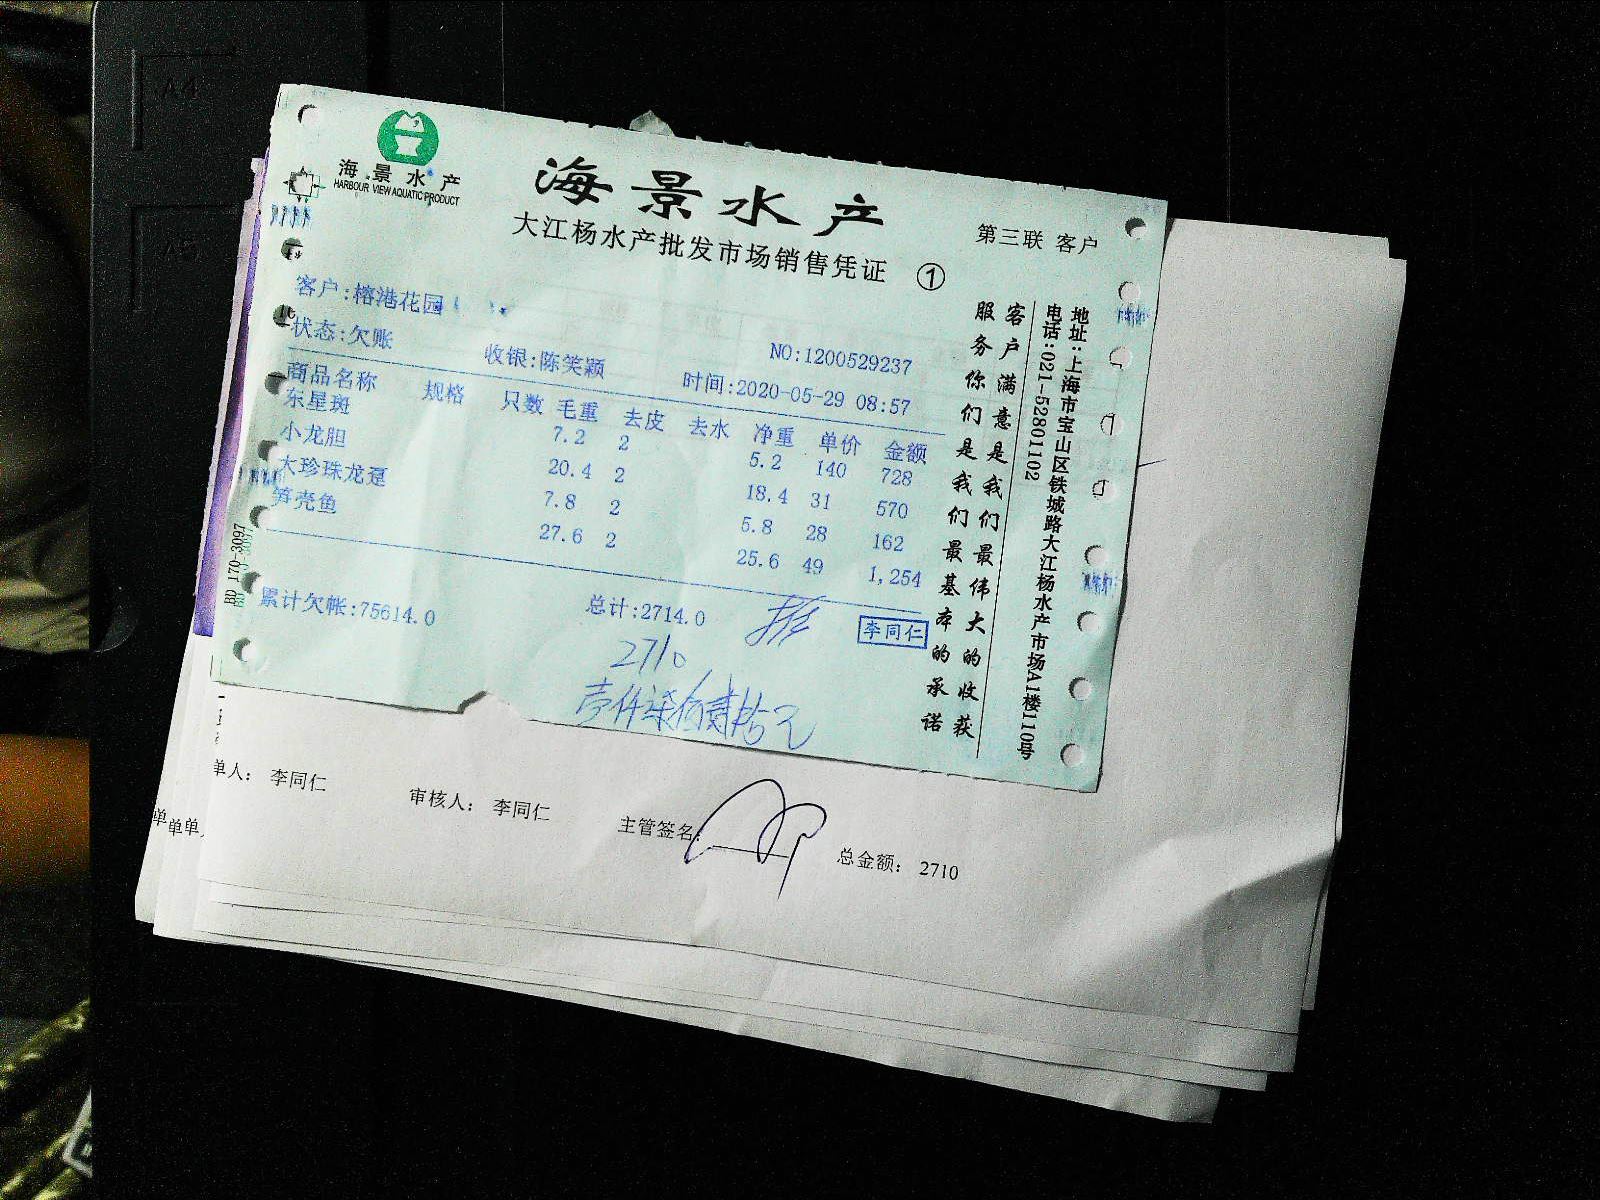 海景水产
HARBOUR VIEW AQUATIC PRODUCT
海景水产
大江杨水产批发市场销售凭证 ①
第三联 客户
客户:榕港花园
状态:欠账
收银:陈笑颖
NO:1200529237
时间:2020-05-29 08:57
商品名称 规格 只数 毛重 去皮 去水 净重 单价 金额
东星斑 7.2 2 5.2 140 728
小龙胆 20.4 2 18.4 31 570
大珍珠龙趸 7.8 2 5.8 28 162
笋壳鱼 27.6 2 25.6 49 1,254
累计欠帐:75614.0 总计:2714.0
李同仁
2710
客户满意是我们最伟大的收获
服务你们是我们最基本的承诺
地址:上海市宝山区铁城路大江杨水产市场A1楼110号
电话:021-52801102
170-3097
单人: 李同仁 审核人: 李同仁 主管签名: 总金额: 2710
单单单
A4
A5